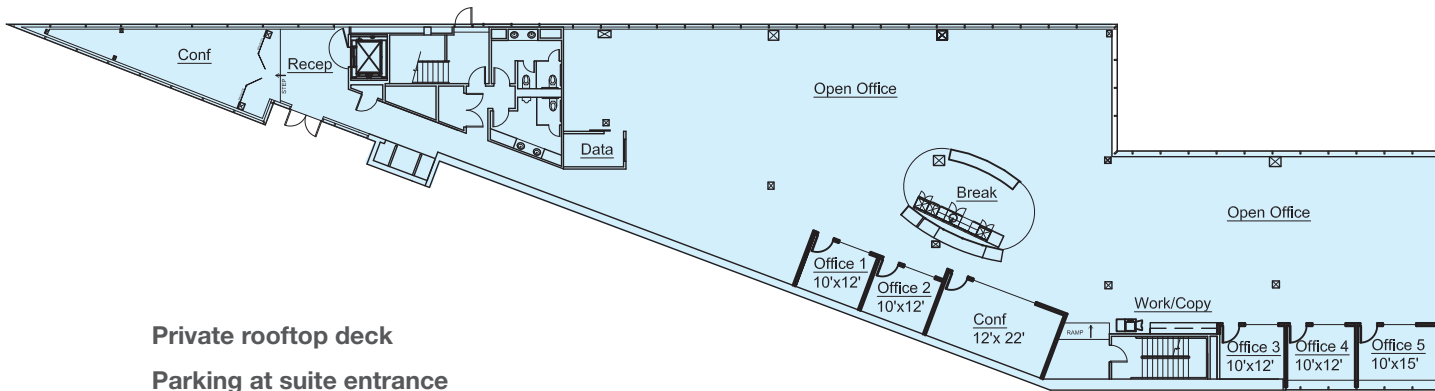 Conf
Recep
STEP
Open Office
Data
Break
Open Office
Office 1
10'x12'
Office 2
10'x12'
Conf
12'x 22'
RAMP
Work/Copy
Office 3
10'x12'
Office 4
10'x12'
Office 5
10'x15'
Private rooftop deck
Parking at suite entrance